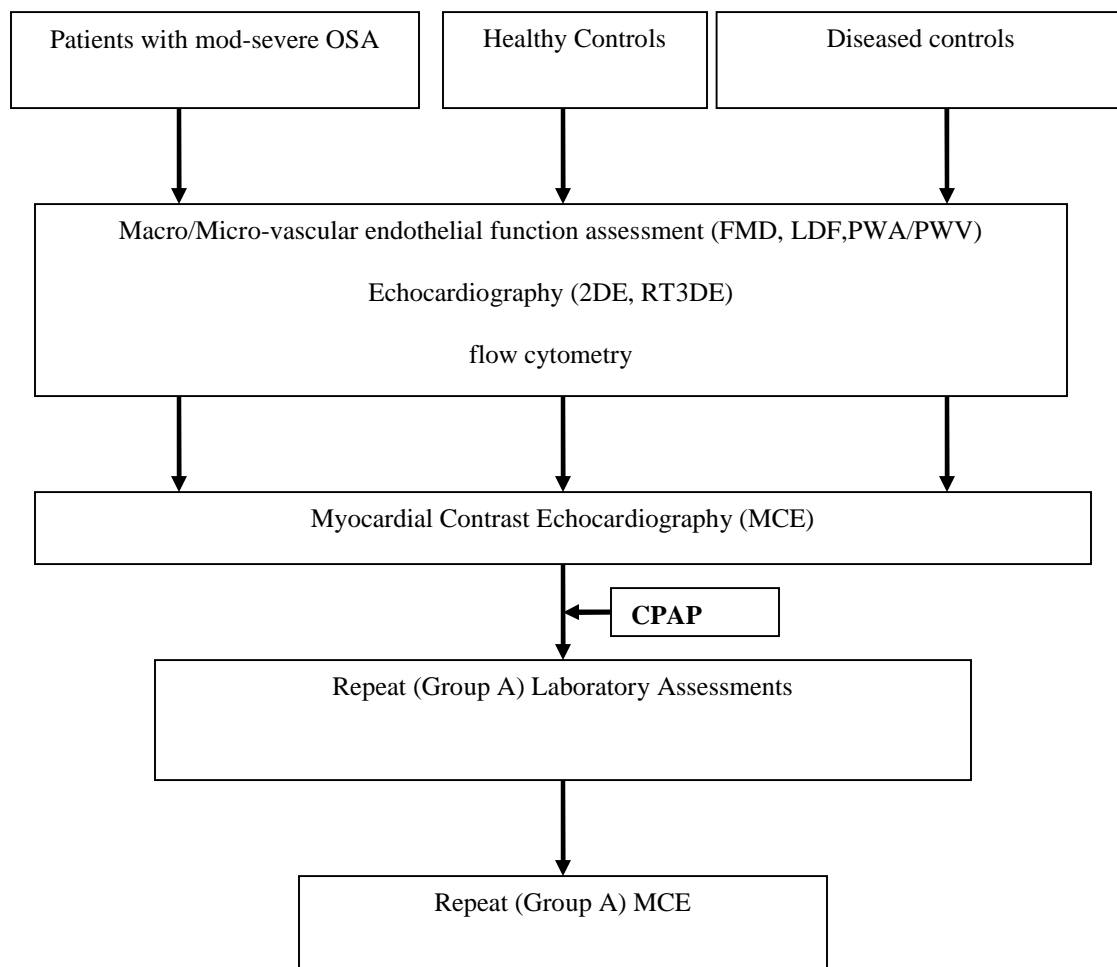 Patients with mod-severe OSA
Healthy Controls
Diseased controls
Macro/Micro-vascular endothelial function assessment (FMD, LDF,PWA/PWV)
Echocardiography (2DE, RT3DE)
flow cytometry
Myocardial Contrast Echocardiography (MCE)
CPAP
Repeat (Group A) Laboratory Assessments
Repeat (Group A) MCE